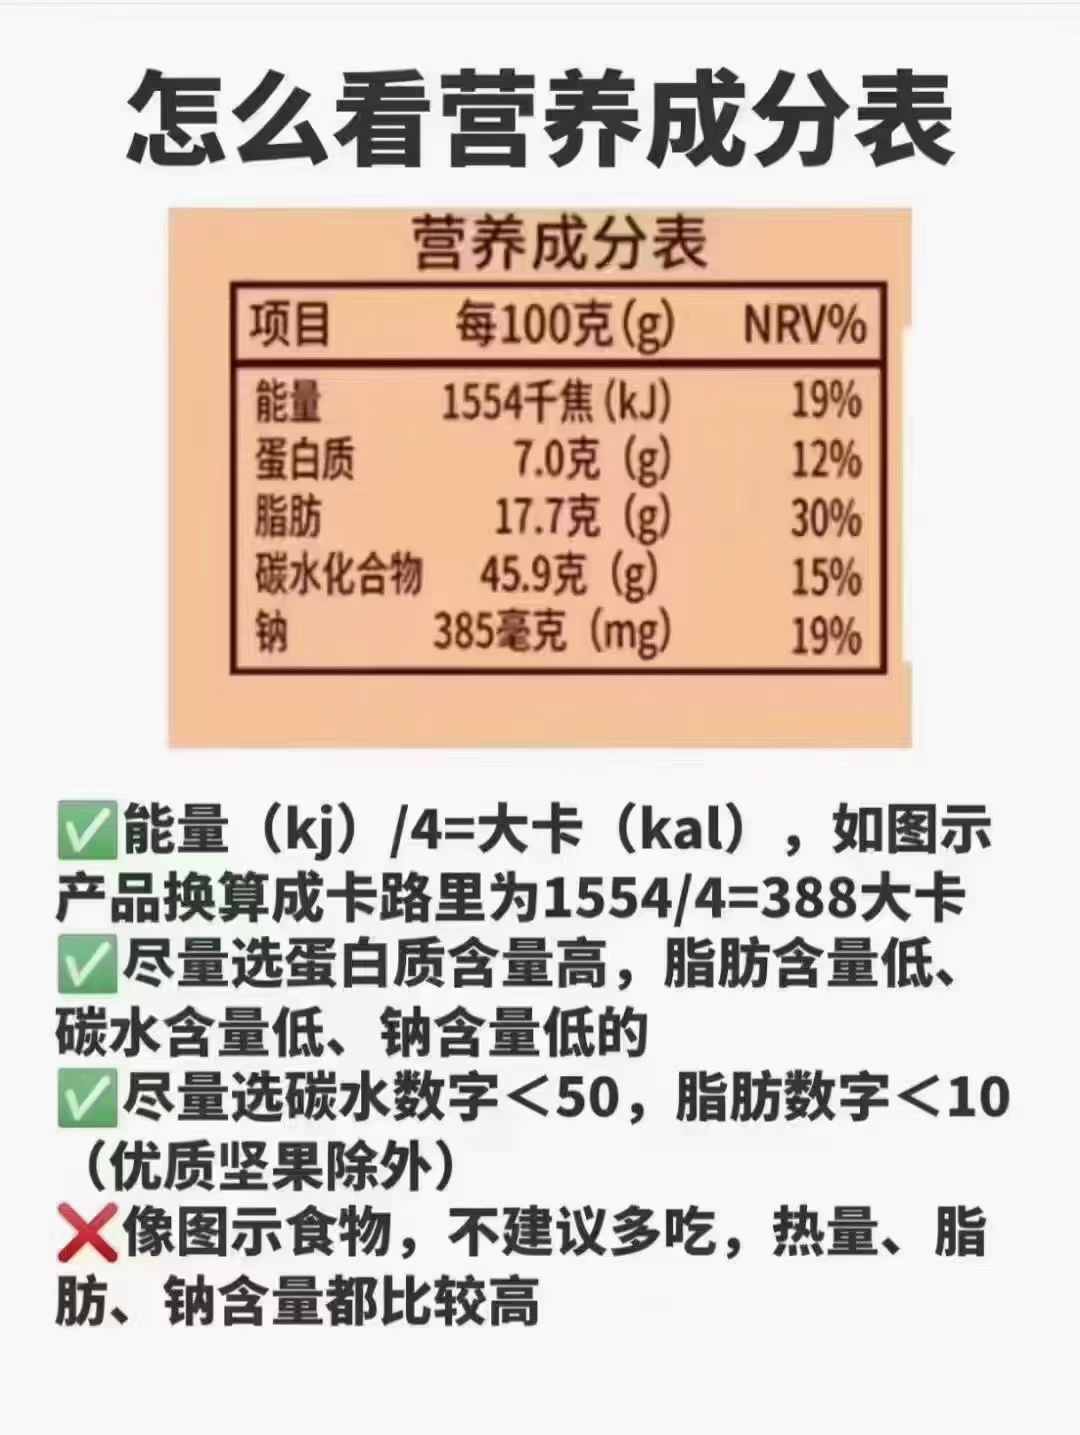 怎么看营养成分表
营养成分表
项目 每100克(g) NRV%
能量 1554千焦(kJ) 19%
蛋白质 7.0克(g) 12%
脂肪 17.7克(g) 30%
碳水化合物 45.9克(g) 15%
钠 385毫克(mg) 19%
✅能量（kj）/4=大卡（kal），如图示
产品换算成卡路里为1554/4=388大卡
✅尽量选蛋白质含量高，脂肪含量低、
碳水含量低、钠含量低的
✅尽量选碳水数字＜50，脂肪数字＜10
（优质坚果除外）
❌像图示食物，不建议多吃，热量、脂
肪、钠含量都比较高